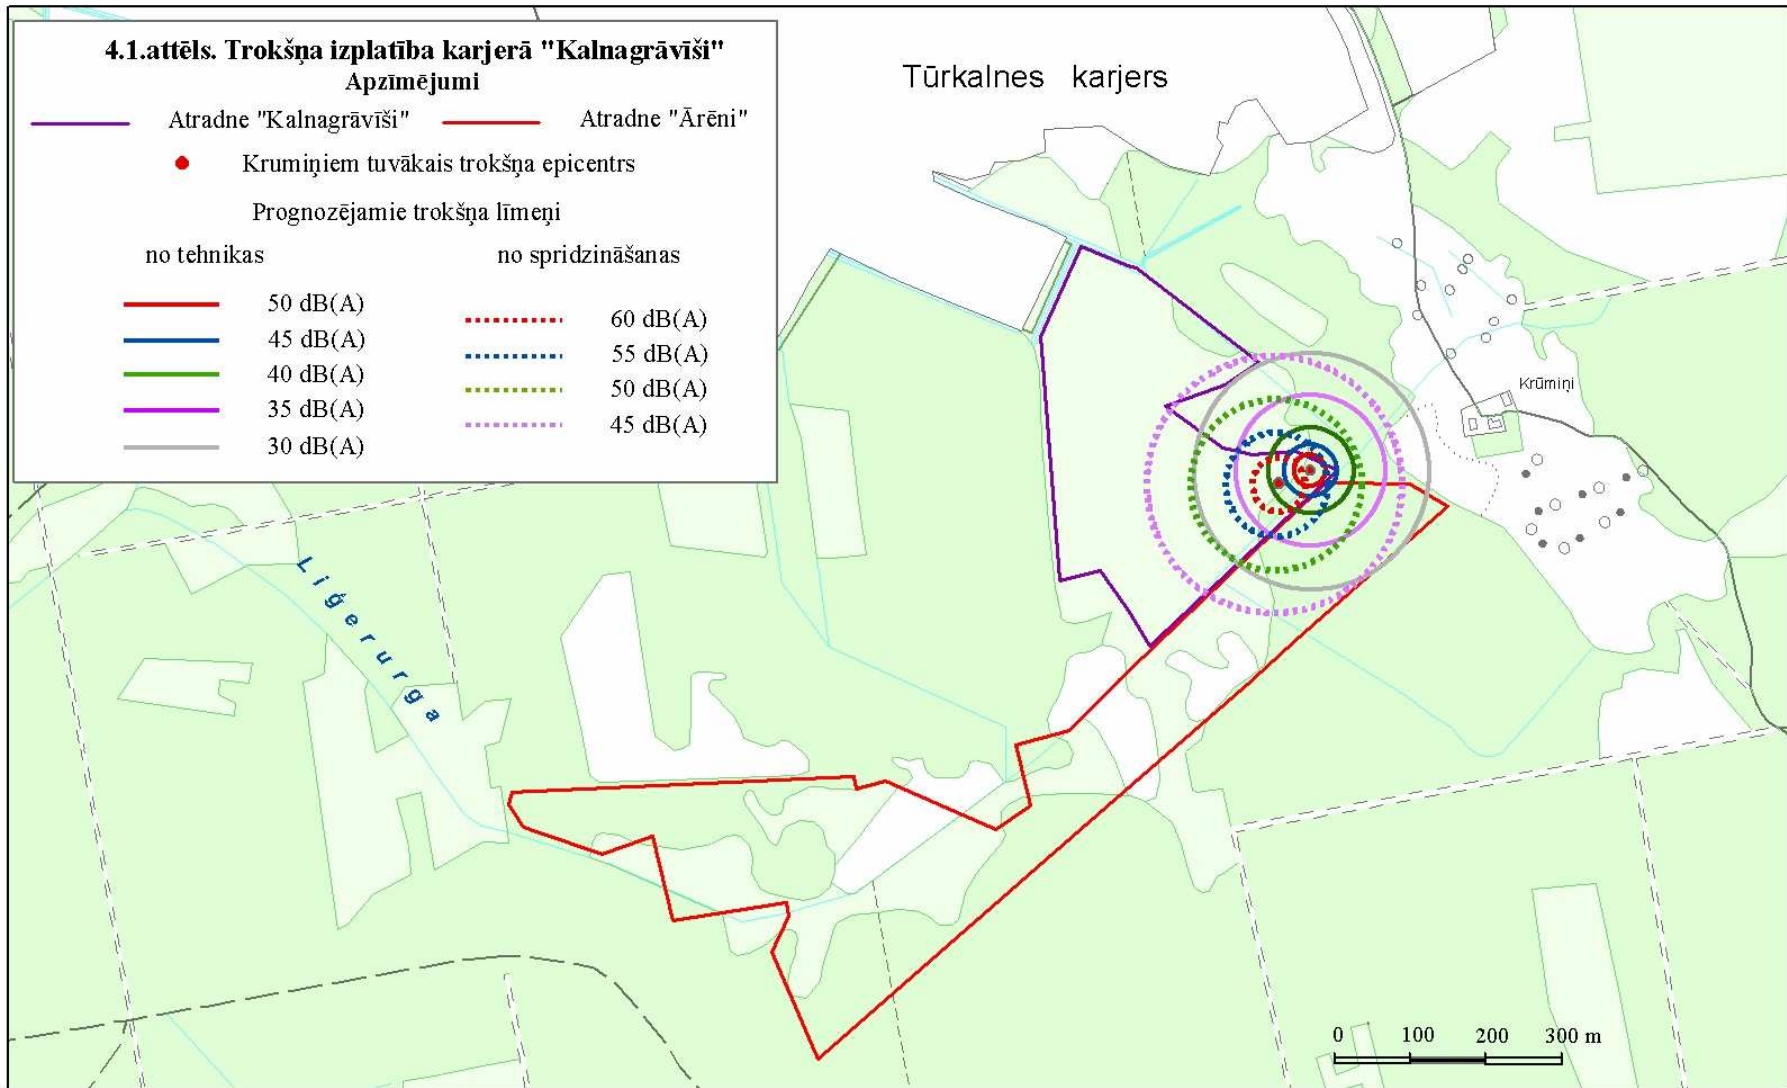 4.1.attēls. Trokšņa izplatība karjerā "Kalnagrāvīši"
Apzīmējumi
Atradne "Kalnagrāvīši"
Atradne "Ārēni"
Krumiņiem tuvākais trokšņa epicentrs
Prognozējamie trokšņa līmeņi
no tehnikas
no spridzināšanas
50 dB(A)
45 dB(A)
40 dB(A)
35 dB(A)
30 dB(A)
60 dB(A)
55 dB(A)
50 dB(A)
45 dB(A)
Tūrkalnes karjers
Krūmiņi
Liģerurga
0 100 200 300 m